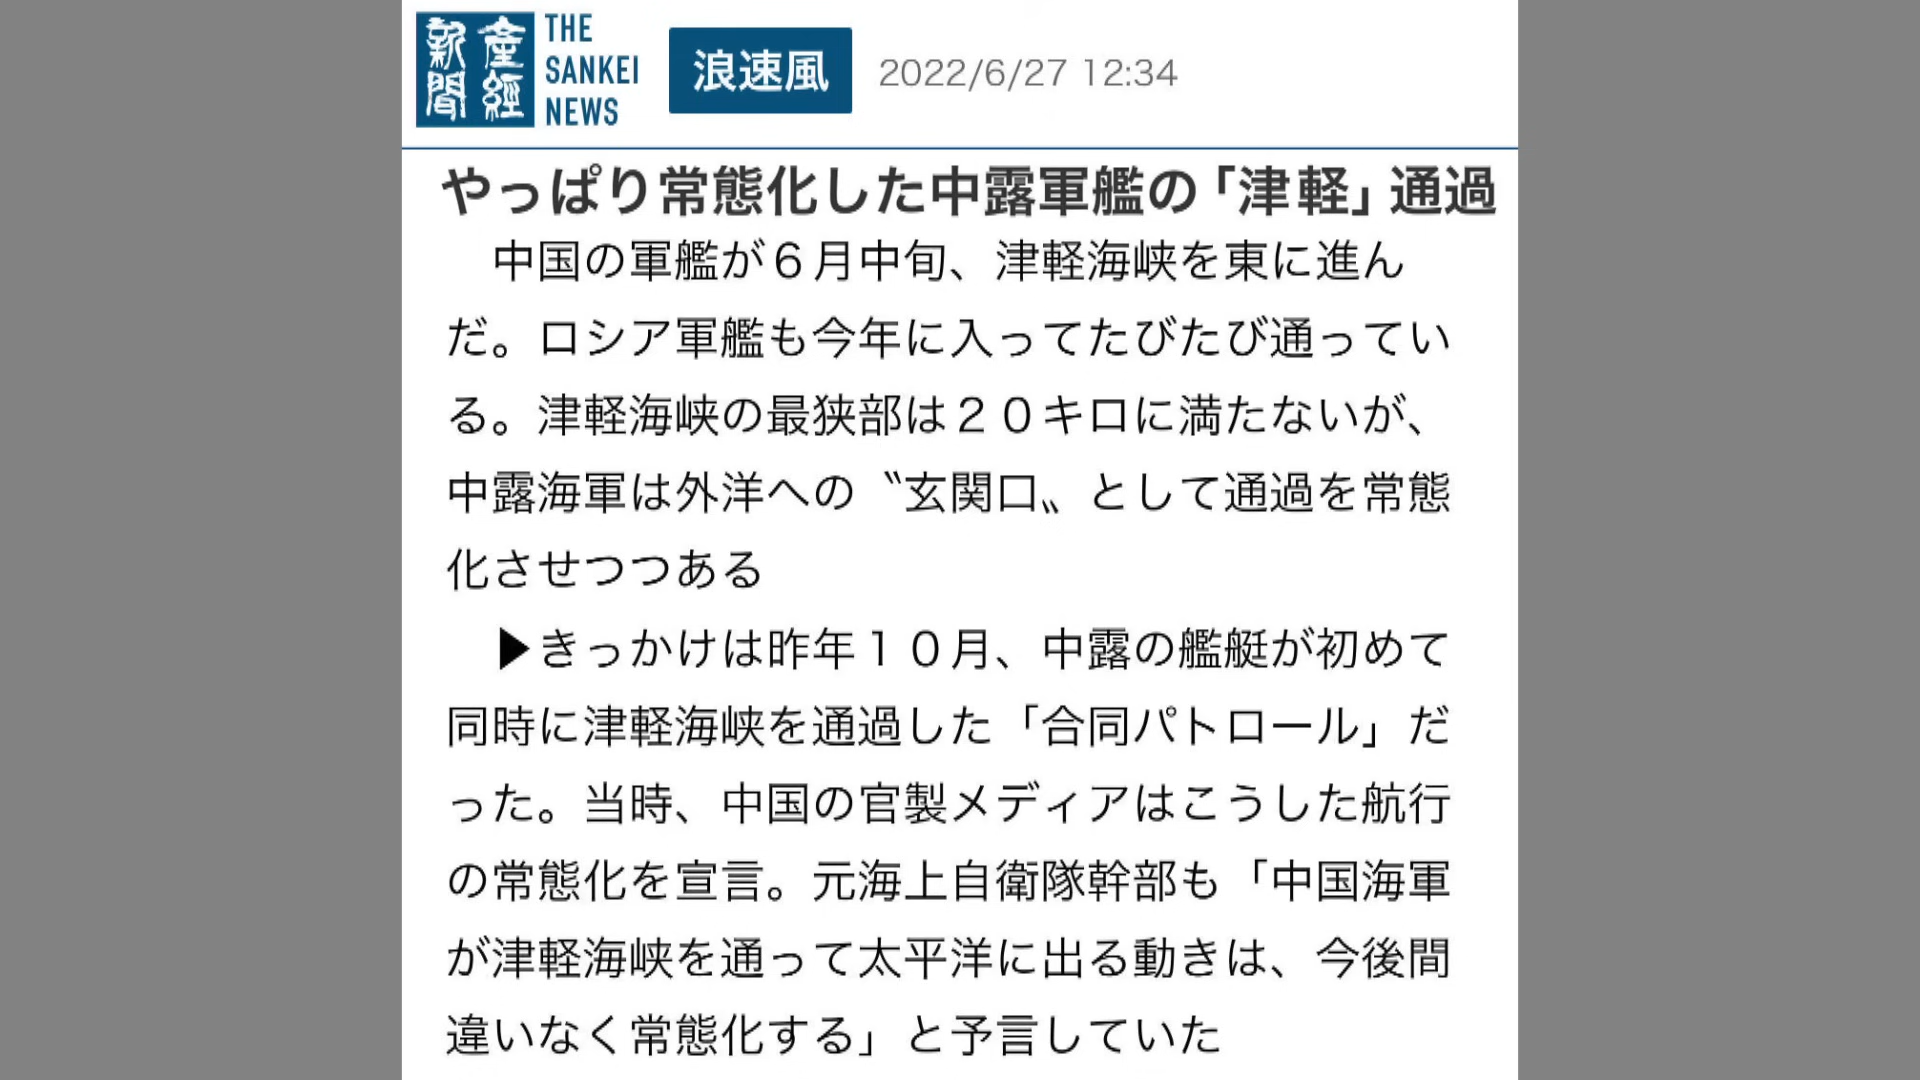 産経新聞
THE
SANKEI
NEWS
浪速風
2022/6/27 12:34
やっぱり常態化した中露軍艦の「津軽」通過
　中国の軍艦が６月中旬、津軽海峡を東に進ん
だ。ロシア軍艦も今年に入ってたびたび通ってい
る。津軽海峡の最狭部は２０キロに満たないが、
中露海軍は外洋への〝玄関口〟として通過を常態
化させつつある
　▶きっかけは昨年１０月、中露の艦艇が初めて
同時に津軽海峡を通過した「合同パトロール」だ
った。当時、中国の官製メディアはこうした航行
の常態化を宣言。元海上自衛隊幹部も「中国海軍
が津軽海峡を通って太平洋に出る動きは、今後間
違いなく常態化する」と予言していた